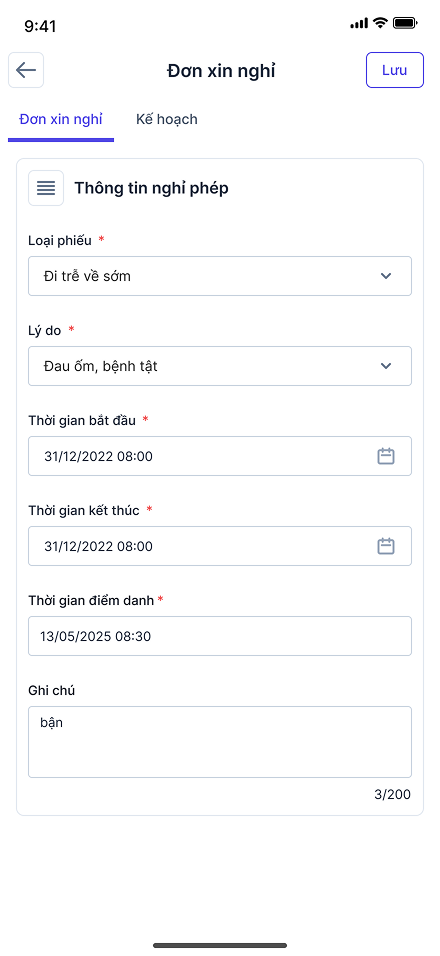 9:41
Đơn xin nghỉ
Lưu
Đơn xin nghỉ
Kế hoạch
Thông tin nghỉ phép
Loại phiếu *
Đi trễ về sớm
Lý do *
Đau ốm, bệnh tật
Thời gian bắt đầu *
31/12/2022 08:00
Thời gian kết thúc *
31/12/2022 08:00
Thời gian điểm danh *
13/05/2025 08:30
Ghi chú
bận
3/200